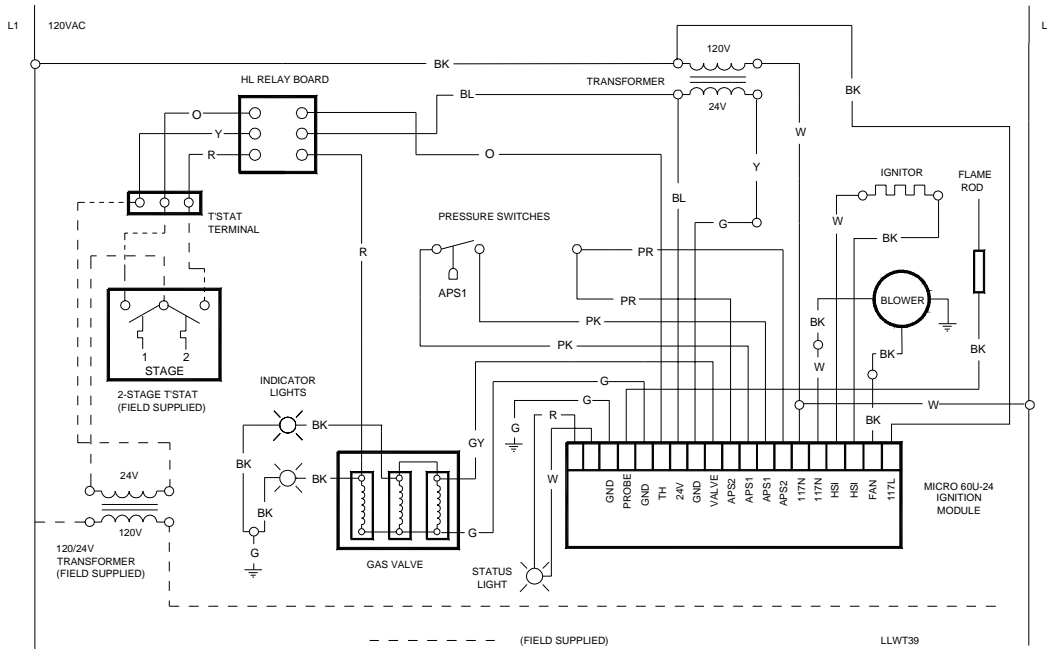 L1
120VAC
L
BK
120V
HL RELAY BOARD
TRANSFORMER
24V
BK
BL
O
Y
R
W
O
Y
IGNITOR
FLAME
ROD
BL
T'STAT
TERMINAL
PRESSURE SWITCHES
G
W
BK
R
PR
APS1
PR
BLOWER
PK
BK
BK
BK
PK
W
1 2
STAGE
2-STAGE T'STAT
(FIELD SUPPLIED)
INDICATOR
LIGHTS
G
W
G
R
BK
GY
G
BK
BK
W
BK
BK
24V
GND
PROBE
GND
TH
24V
GND
VALVE
APS2
APS1
APS1
APS2
117N
117N
HSI
HSI
FAN
117L
MICRO 60U-24
IGNITION
MODULE
120V
G
G
120/24V
TRANSFORMER
(FIELD SUPPLIED)
GAS VALVE
STATUS
LIGHT
(FIELD SUPPLIED)
LLWT39